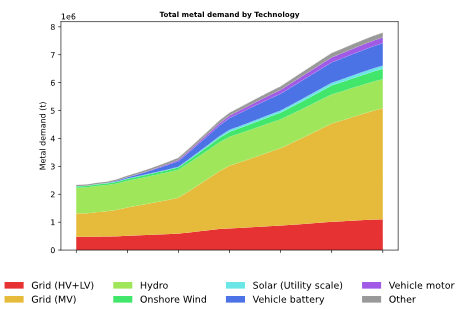 Total metal demand by Technology
1e6
8
7
6
5
4
3
2
1
0
Metal demand (t)
Grid (HV+LV) Hydro Solar (Utility scale) Vehicle motor
Grid (MV) Onshore Wind Vehicle battery Other